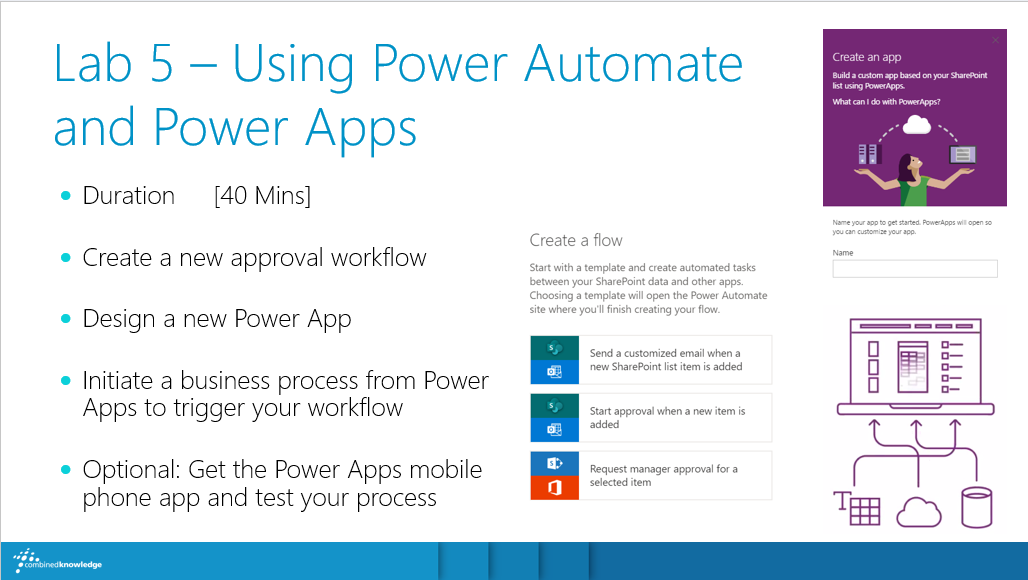 Lab 5 – Using Power Automate
and Power Apps
Duration [40 Mins]
Create a new approval workflow
Design a new Power App
Initiate a business process from Power
Apps to trigger your workflow
Optional: Get the Power Apps mobile
phone app and test your process
Create a flow
Start with a template and create automated tasks
between your SharePoint data and other apps.
Choosing a template will open the Power Automate
site where you'll finish creating your flow.
Send a customized email when a
new SharePoint list item is added
Start approval when a new item is
added
Request manager approval for a
selected item
Create an app
Build a custom app based on your SharePoint
list using PowerApps.
What can I do with PowerApps?
Name your app to get started. PowerApps will open so
you can customize your app.
Name
T
combinedknowledge